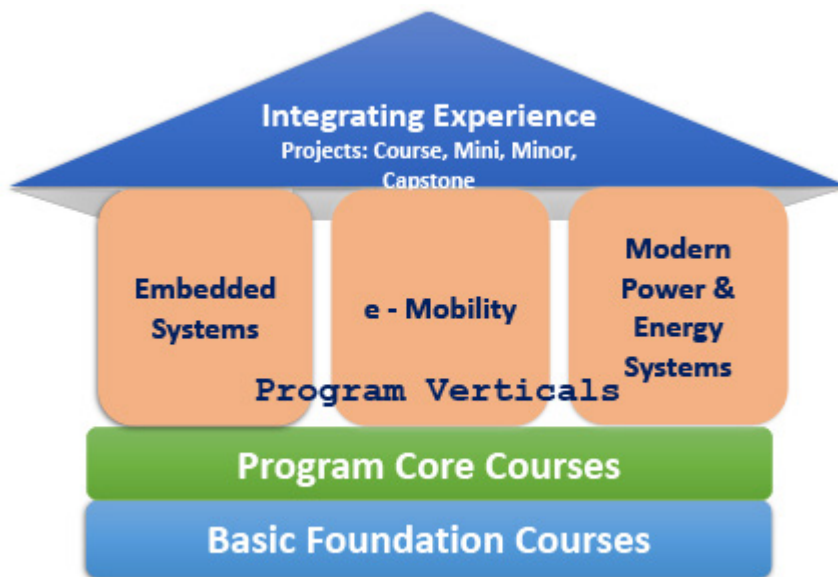 Integrating Experience
Projects: Course, Mini, Minor,
Capstone
Embedded
Systems
e - Mobility
Modern
Power &
Energy
Systems
Program Verticals
Program Core Courses
Basic Foundation Courses